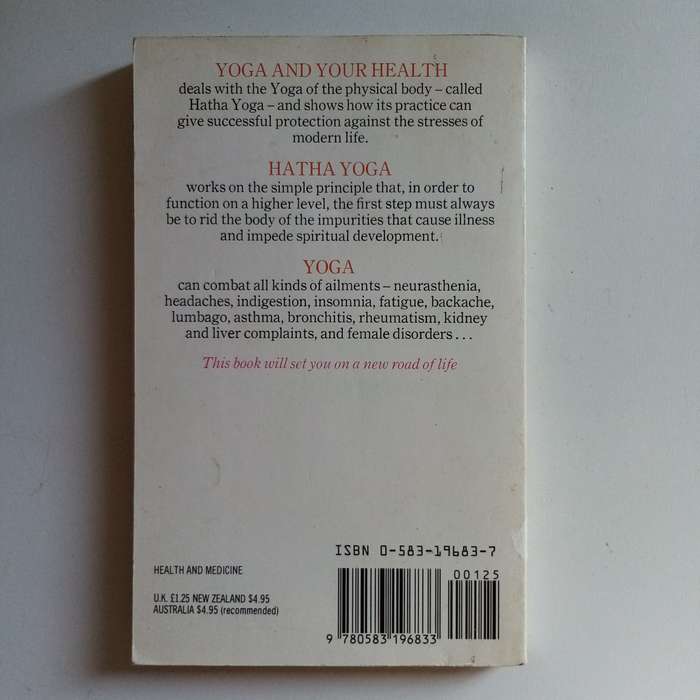 YOGA AND YOUR HEALTH
deals with the Yoga of the physical body – called
Hatha Yoga – and shows how its practice can
give successful protection against the stresses of
modern life.
HATHA YOGA
works on the simple principle that, in order to
function on a higher level, the first step must always
be to rid the body of the impurities that cause illness
and impede spiritual development.
YOGA
can combat all kinds of ailments – neurasthenia,
headaches, indigestion, insomnia, fatigue, backache,
lumbago, asthma, bronchitis, rheumatism, kidney
and liver complaints, and female disorders . . .
This book will set you on a new road of life
ISBN 0-583-19683-7
HEALTH AND MEDICINE
U.K. £1.25 NEW ZEALAND $4.95
AUSTRALIA $4.95 (recommended)
00125
9 780583 196833